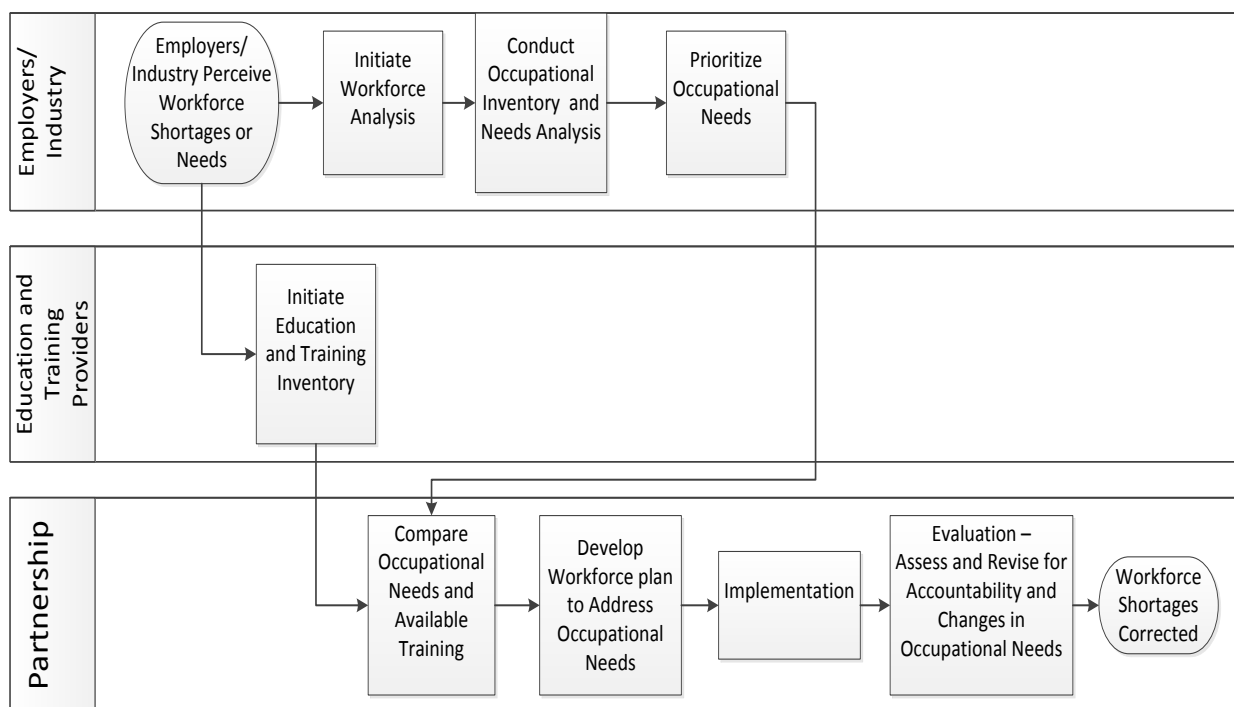 Employers/
Industry
Employers/
Industry Perceive
Workforce
Shortages or
Needs
Initiate
Workforce
Analysis
Conduct
Occupational
Inventory and
Needs Analysis
Prioritize
Occupational
Needs
Education and
Training
Providers
Initiate
Education
and Training
Inventory
Partnership
Compare
Occupational
Needs and
Available
Training
Develop
Workforce plan
to Address
Occupational
Needs
Implementation
Evaluation –
Assess and Revise for
Accountability and
Changes in
Occupational Needs
Workforce
Shortages
Corrected